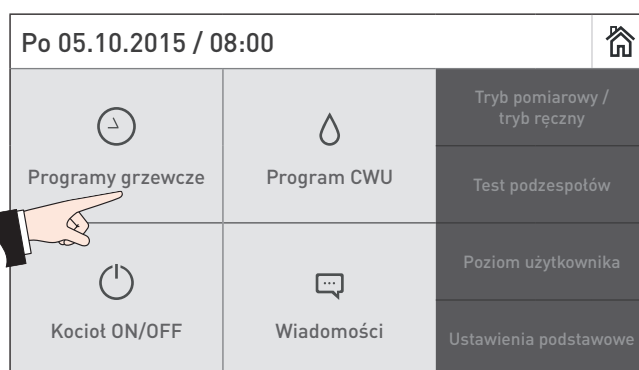 Po 05.10.2015 / 08:00
Programy grzewcze
Program CWU
Kocioł ON/OFF
Wiadomości
Tryb pomiarowy /
tryb ręczny
Test podzespołów
Poziom użytkownika
Ustawienia podstawowe